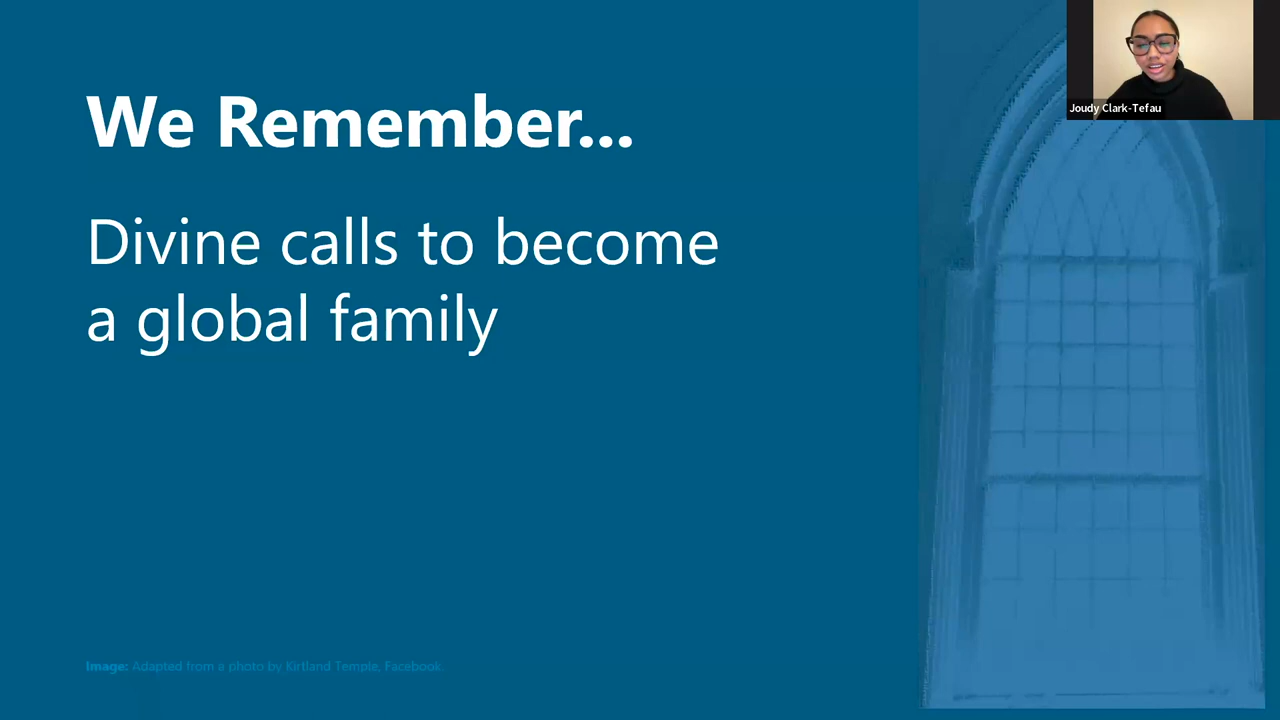 We Remember...
Divine calls to become
a global family
Joudy Clark-Tefau
Image: Adapted from a photo by Kirtland Temple, Facebook.